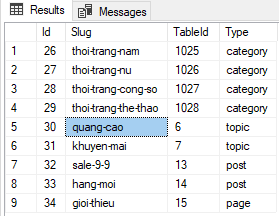 Results Messages
Id Slug TableId Type
1 26 thoi-trang-nam 1025 category
2 27 thoi-trang-nu 1026 category
3 28 thoi-trang-cong-so 1027 category
4 29 thoi-trang-the-thao 1028 category
5 30 quang-cao 6 topic
6 31 khuyen-mai 7 topic
7 32 sale-9-9 13 post
8 33 hang-moi 14 post
9 34 gioi-thieu 15 page